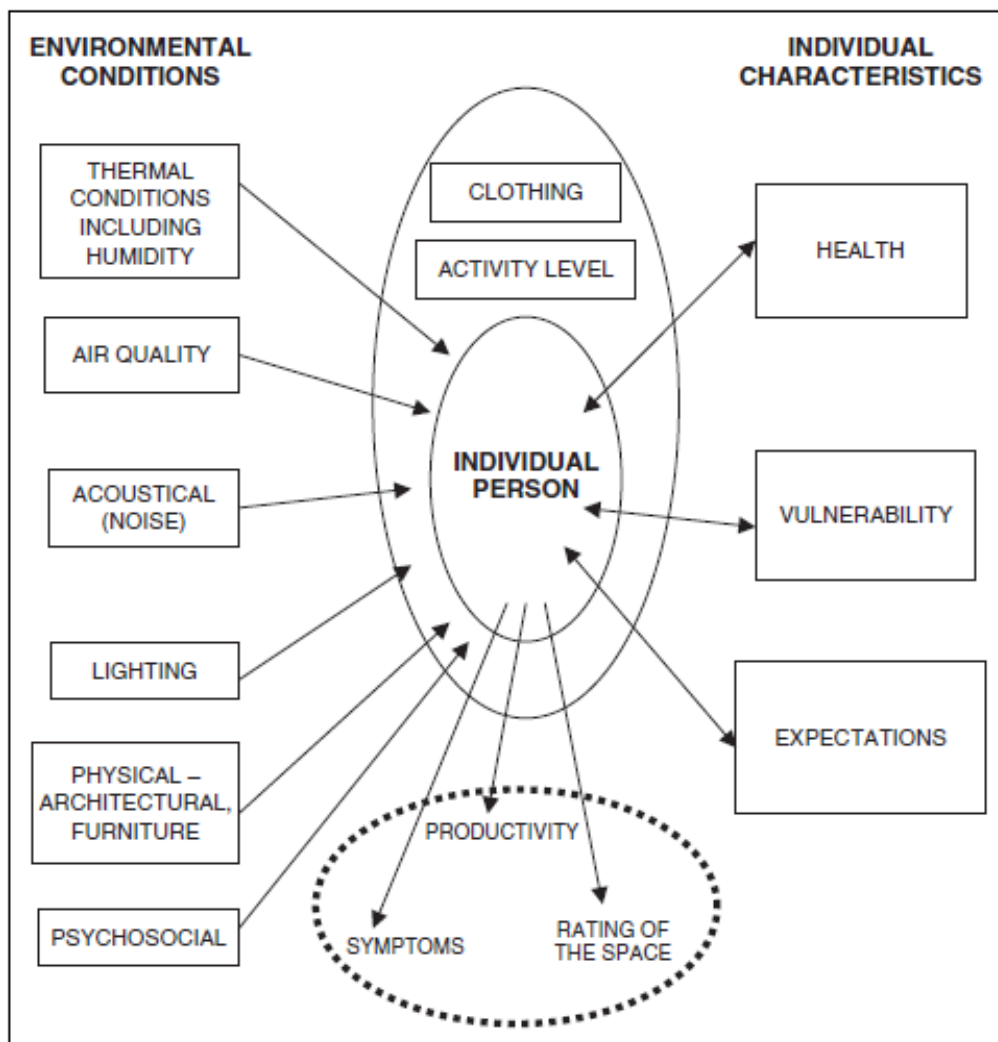 ENVIRONMENTAL
CONDITIONS
INDIVIDUAL
CHARACTERISTICS
THERMAL
CONDITIONS
INCLUDING
HUMIDITY
AIR QUALITY
ACOUSTICAL
(NOISE)
LIGHTING
PHYSICAL –
ARCHITECTURAL,
FURNITURE
PSYCHOSOCIAL
CLOTHING
ACTIVITY LEVEL
INDIVIDUAL
PERSON
HEALTH
VULNERABILITY
EXPECTATIONS
PRODUCTIVITY
SYMPTOMS
RATING OF
THE SPACE